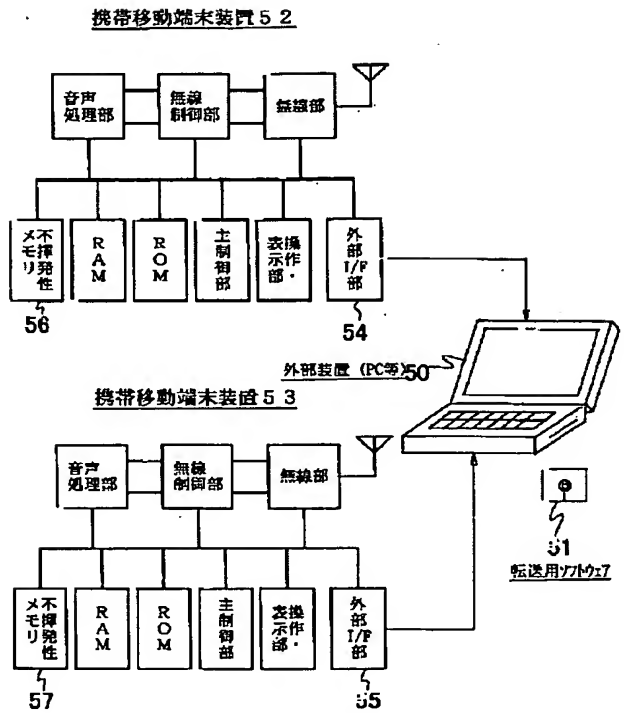 携帯移動端末装置52
音声
処理部
無線
制御部
無線部
不揮発性
メモリ
RAM
ROM
主制御部
操作・
表示部
外部
I/F
部
56
54
外部装置 (PC等)50
携帯移動端末装置53
音声
処理部
無線
制御部
無線部
不揮発性
メモリ
RAM
ROM
主制御部
操作・
表示部
外部
I/F
部
57
55
51
転送用ソフトウェア